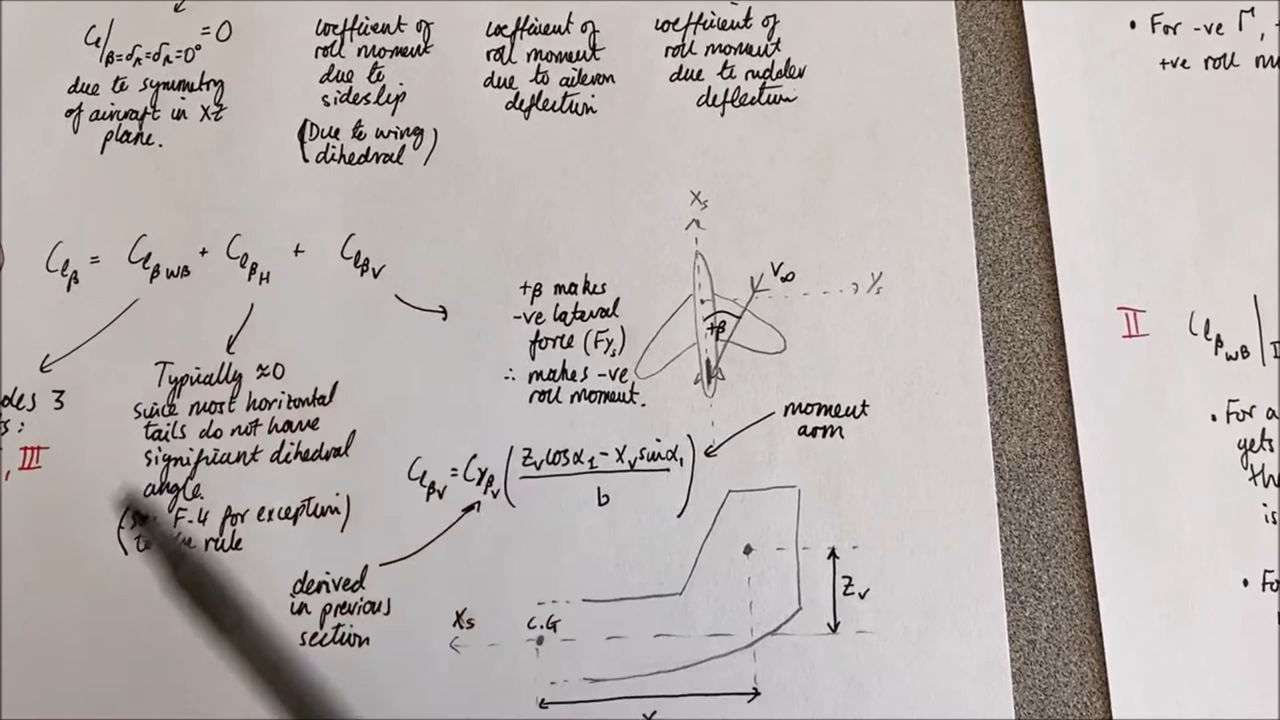 Cℓ/β=δA=δR=0° = 0
due to symmetry
of aircraft in XZ
plane.
coefficient of
roll moment
due to
sideslip
(Due to wing
dihedral)
coefficient of
roll moment
due to aileron
deflection
coefficient of
roll moment
due to rudder
deflection
Cℓβ = CℓβWB + CℓβH + CℓβV
des 3
s:
, III
Typically ≈0
since most horizontal
tails do not have
significant dihedral
angle.
F-4 for exception)
rule
+β makes
-ve lateral
force (Fys)
∴ makes -ve
roll moment.
Xs
V∞
Ys
+β
moment
arm
Cℓβv = Cyβv (Zv cosα1 - Xv sinα1 / b)
derived
in previous
section
Xs
C.G
Zv
• For -ve Γ,
+ve roll
II CℓβWB|
• For a
gets
th
is
• Fo